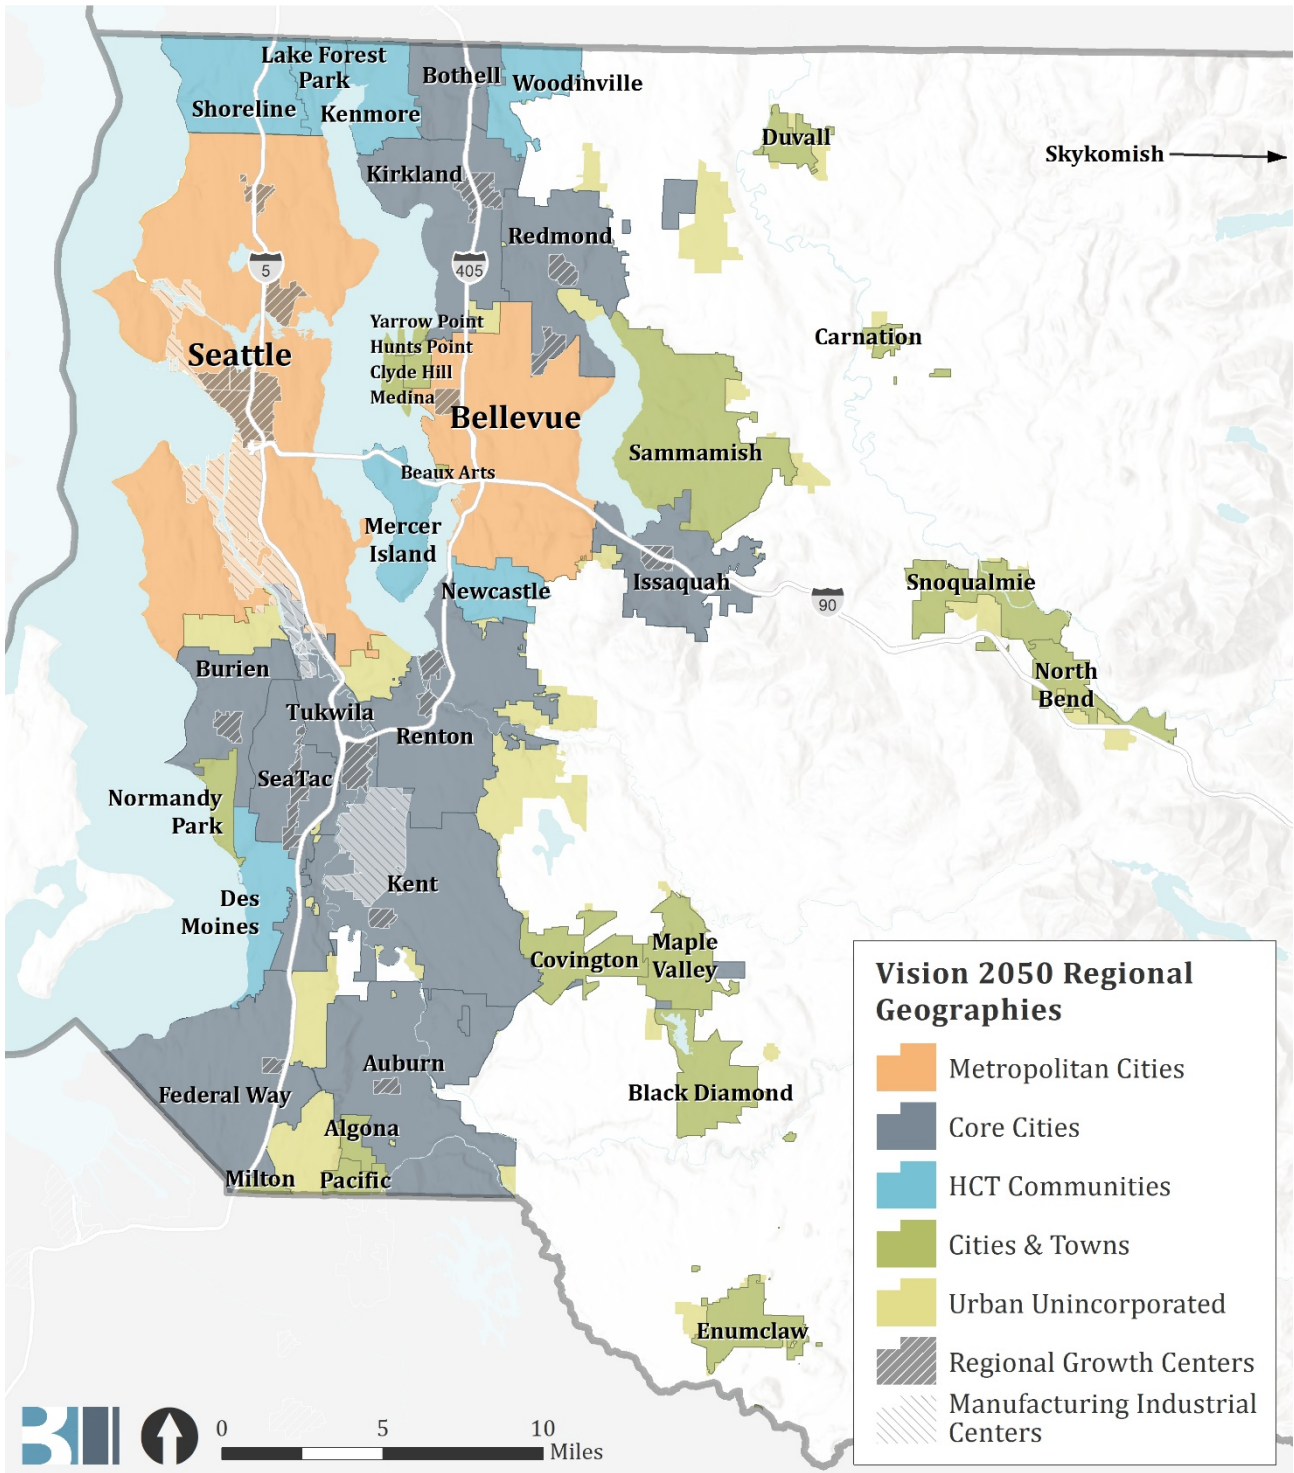 Lake Forest
Park
Bothell
Woodinville
Shoreline
Kenmore
Duvall
Skykomish
Kirkland
Redmond
5
405
Yarrow Point
Hunts Point
Clyde Hill
Medina
Carnation
Seattle
Bellevue
Sammamish
Beaux Arts
Mercer
Island
Newcastle
Issaquah
Snoqualmie
90
North
Bend
Burien
Tukwila
Renton
SeaTac
Normandy
Park
Kent
Des
Moines
Covington
Maple
Valley
Auburn
Federal Way
Black Diamond
Algona
Milton
Pacific
Enumclaw
Vision 2050 Regional
Geographies
Metropolitan Cities
Core Cities
HCT Communities
Cities & Towns
Urban Unincorporated
Regional Growth Centers
Manufacturing Industrial
Centers
0 5 10
Miles